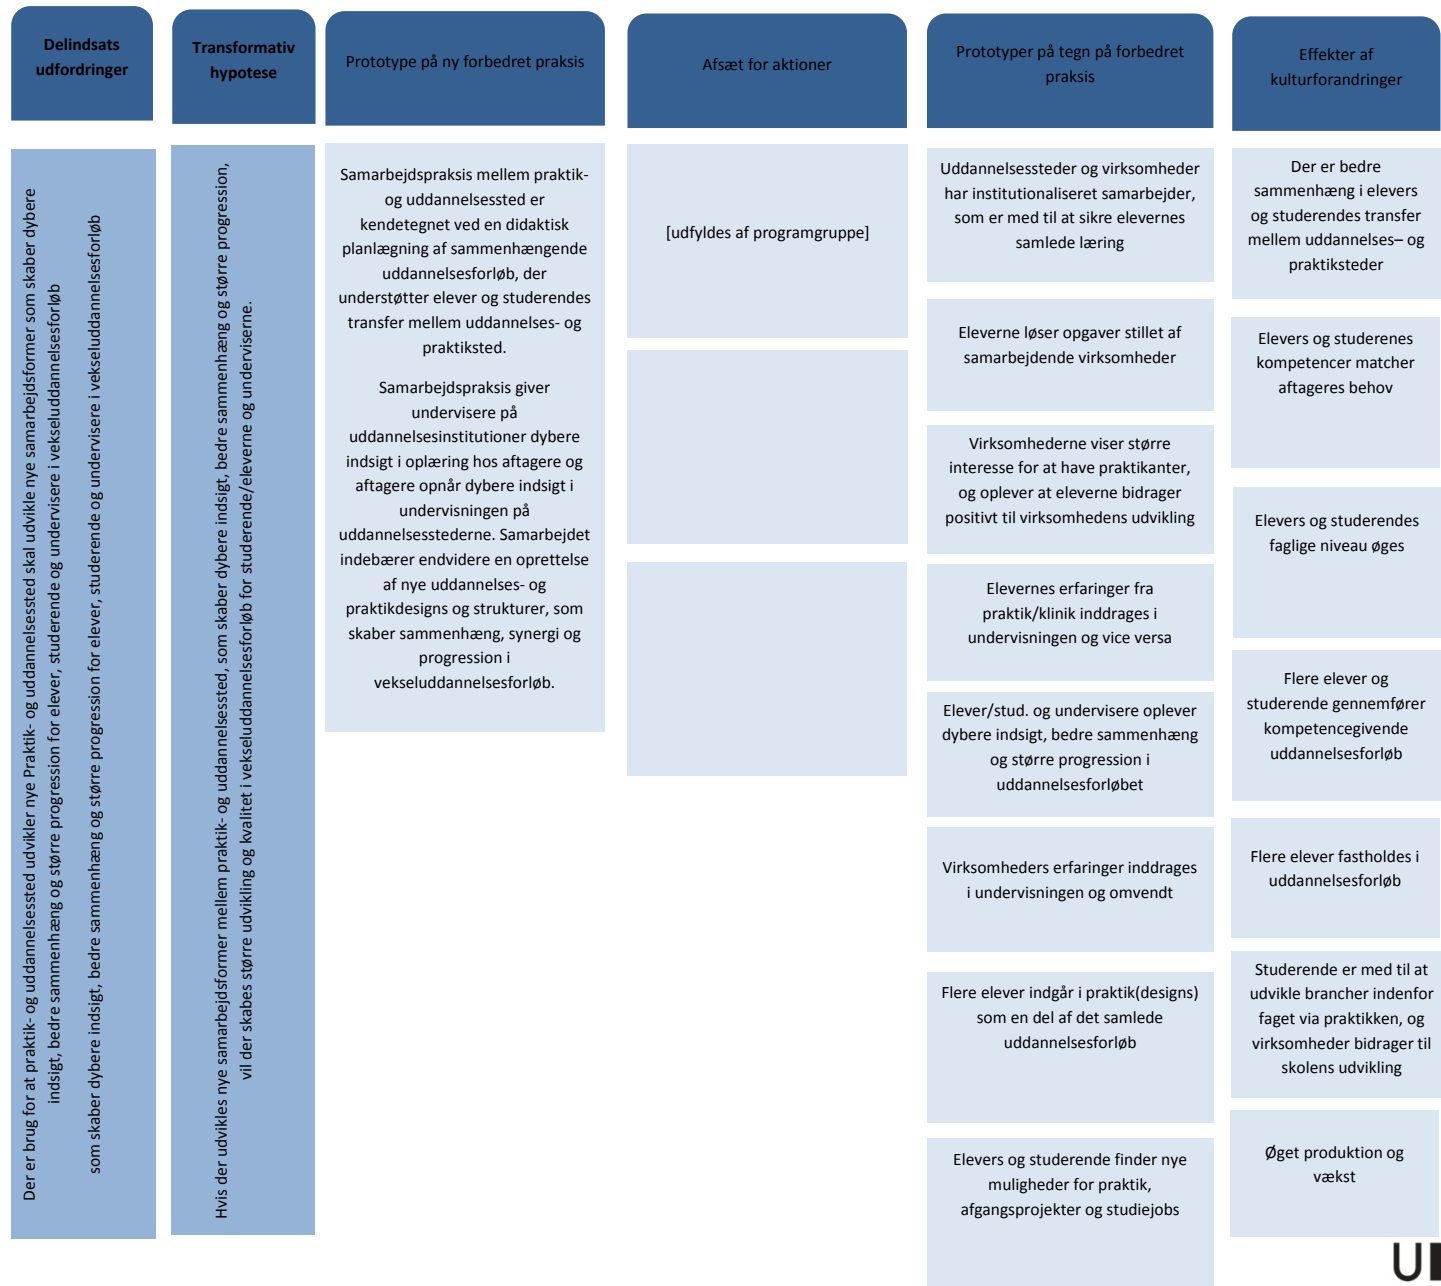 Delindsats
udfordringer
Der er brug for at praktik- og uddannelsessted udvikler nye Praktik- og uddannelsessted skal udvikle nye samarbejdsformer som skaber dybere
indsigt, bedre sammenhæng og større progression for elever, studerende og undervisere i vekseluddannelsesforløb
som skaber dybere indsigt, bedre sammenhæng og større progression for elever, studerende og undervisere i vekseluddannelsesforløb
Transformativ
hypotese
Hvis der udvikles nye samarbejdsformer mellem praktik- og uddannelsessted, som skaber dybere indsigt, bedre sammenhæng og større progression,
vil der skabes større udvikling og kvalitet i vekseluddannelsesforløb for studerende/eleverne og underviserne.
Prototype på ny forbedret praksis
Samarbejdspraksis mellem praktik-
og uddannelsessted er
kendetegnet ved en didaktisk
planlægning af sammenhængende
uddannelsesforløb, der
understøtter elever og studerendes
transfer mellem uddannelses- og
praktiksted.
Samarbejdspraksis giver
undervisere på
uddannelsesinstitutioner dybere
indsigt i oplæring hos aftagere og
aftagere opnår dybere indsigt i
undervisningen på
uddannelsesstederne. Samarbejdet
indebærer endvidere en oprettelse
af nye uddannelses- og
praktikdesigns og strukturer, som
skaber sammenhæng, synergi og
progression i
vekseluddannelsesforløb.
Afsæt for aktioner
[udfyldes af programgruppe]
Prototyper på tegn på forbedret
praksis
Uddannelsessteder og virksomheder
har institutionaliseret samarbejder,
som er med til at sikre elevernes
samlede læring
Eleverne løser opgaver stillet af
samarbejdende virksomheder
Virksomhederne viser større
interesse for at have praktikanter,
og oplever at eleverne bidrager
positivt til virksomhedens udvikling
Elevernes erfaringer fra
praktik/klinik inddrages i
undervisningen og vice versa
Elever/stud. og undervisere oplever
dybere indsigt, bedre sammenhæng
og større progression i
uddannelsesforløbet
Virksomheders erfaringer inddrages
i undervisningen og omvendt
Flere elever indgår i praktik(designs)
som en del af det samlede
uddannelsesforløb
Elevers og studerende finder nye
muligheder for praktik,
afgangsprojekter og studiejobs
Effekter af
kulturforandringer
Der er bedre
sammenhæng i elevers
og studerendes transfer
mellem uddannelses– og
praktiksteder
Elevers og studerenes
kompetencer matcher
aftageres behov
Elevers og studerendes
faglige niveau øges
Flere elever og
studerende gennemfører
kompetencegivende
uddannelsesforløb
Flere elever fastholdes i
uddannelsesforløb
Studerende er med til at
udvikle brancher indenfor
faget via praktikken, og
virksomheder bidrager til
skolens udvikling
Øget produktion og
vækst